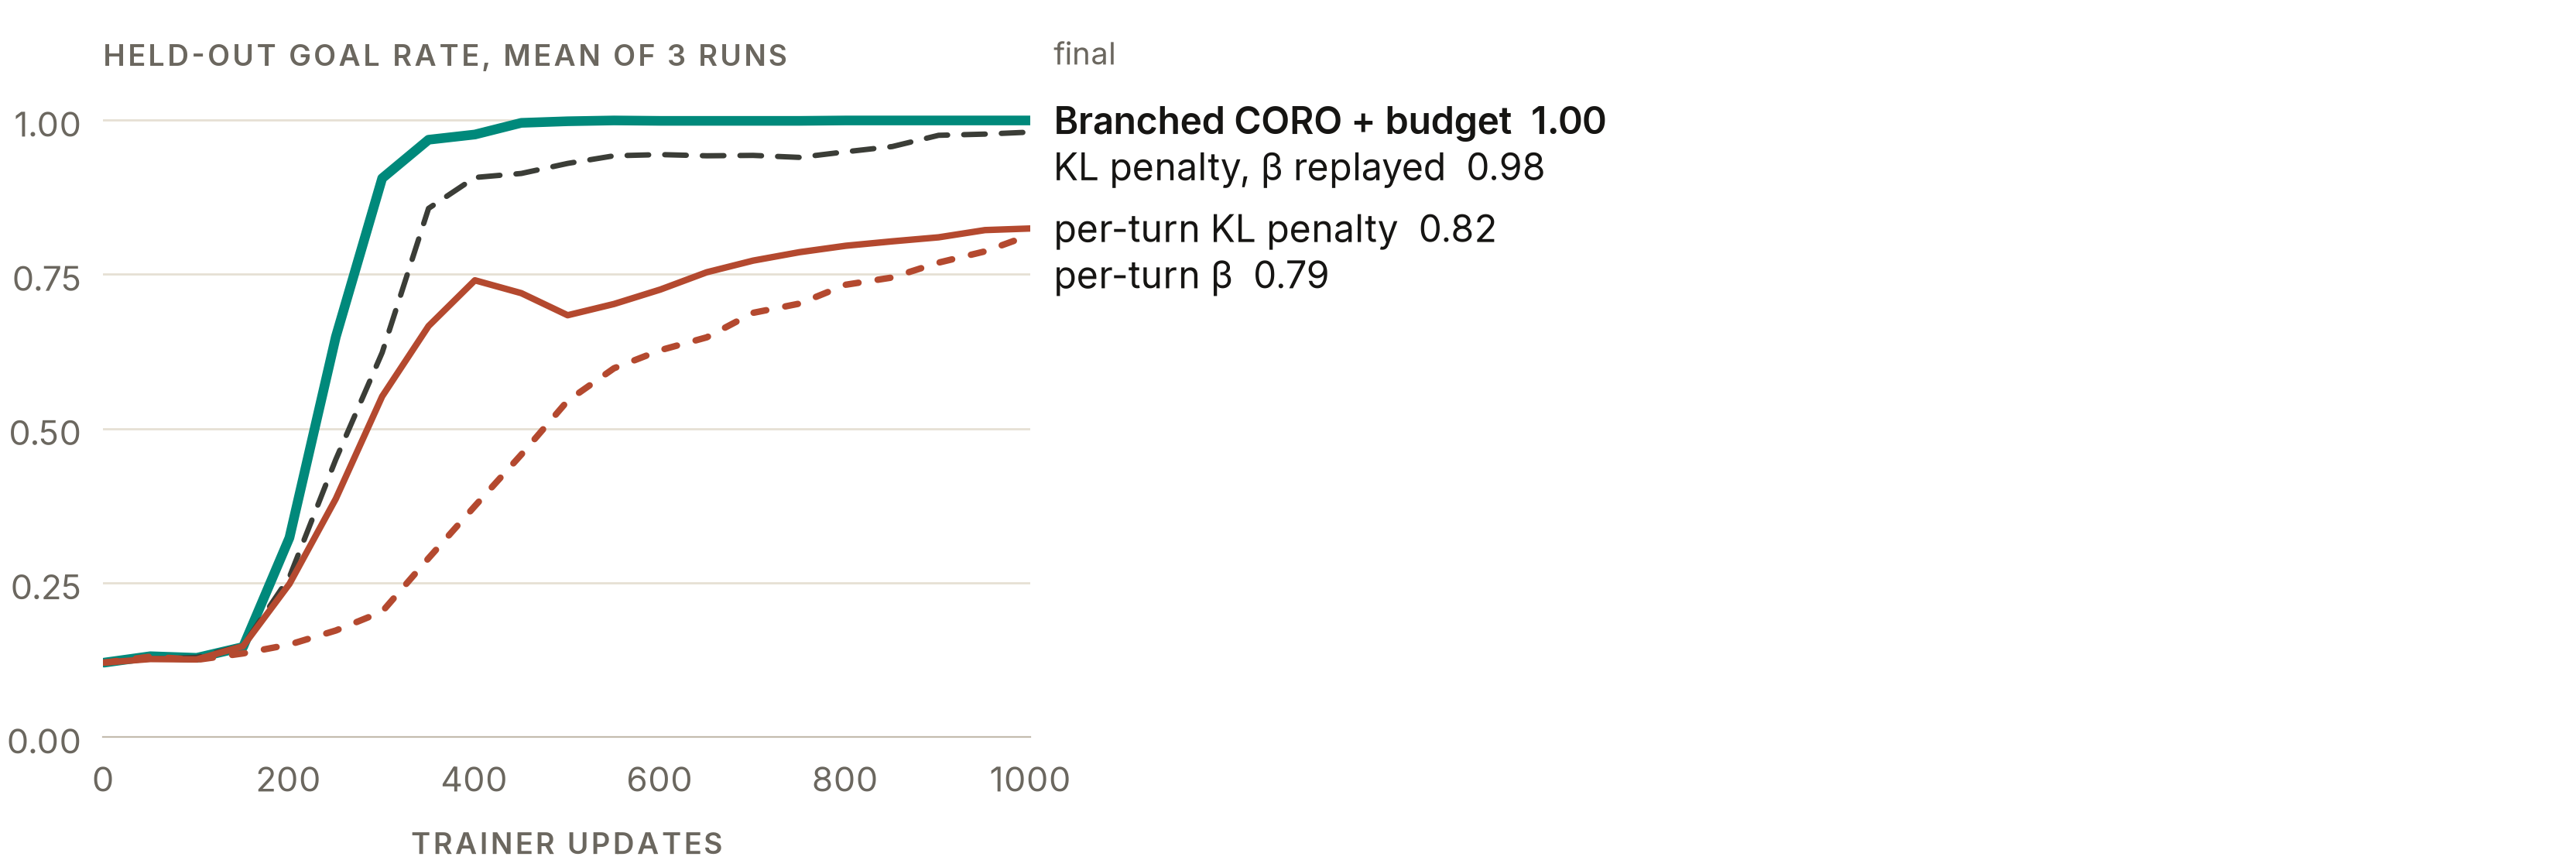 HELD-OUT GOAL RATE, MEAN OF 3 RUNS
final
1.00
Branched CORO + budget 1.00
KL penalty, β replayed 0.98
per-turn KL penalty 0.82
0.75
per-turn β 0.79
0.50
0.25
0.00
0 200 400 600 800 1000
TRAINER UPDATES